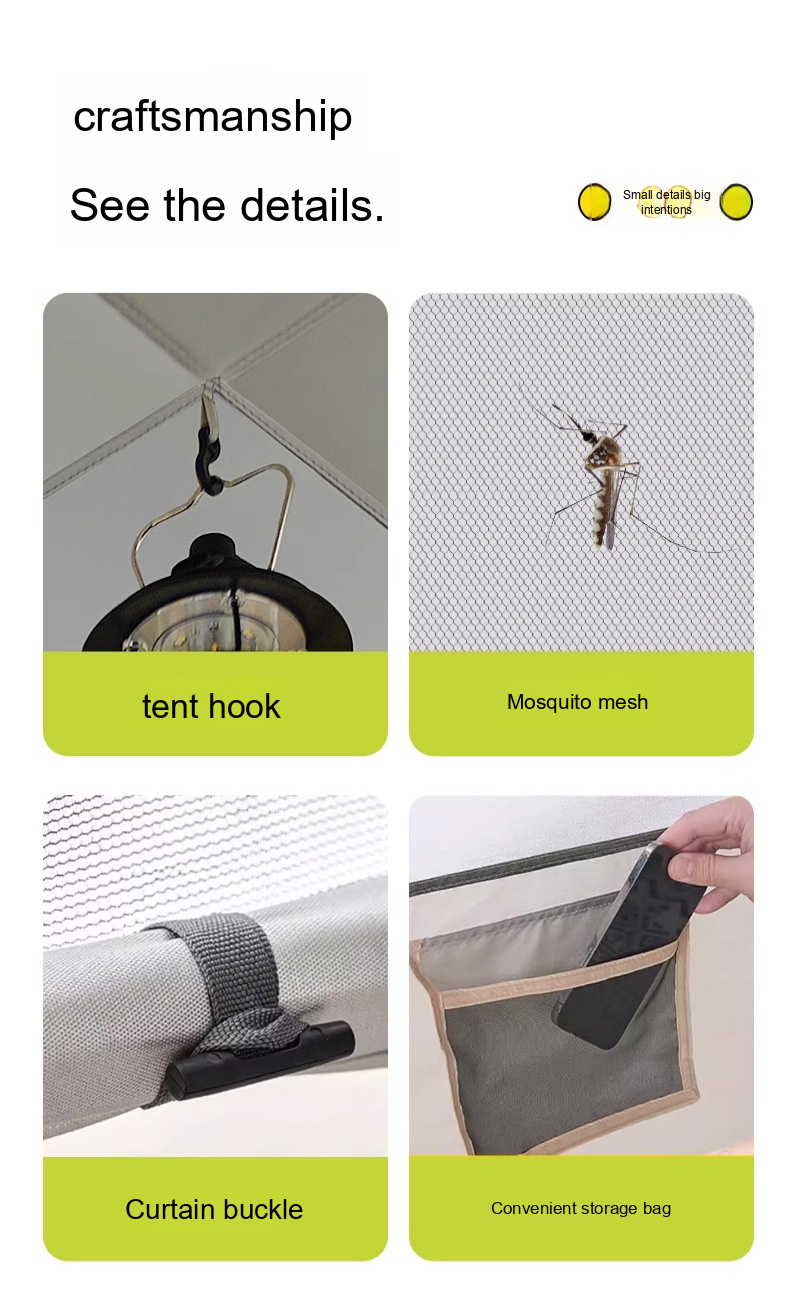 craftsmanship
See the details.
Small details big
intentions
tent hook
Mosquito mesh
Curtain buckle
Convenient storage bag